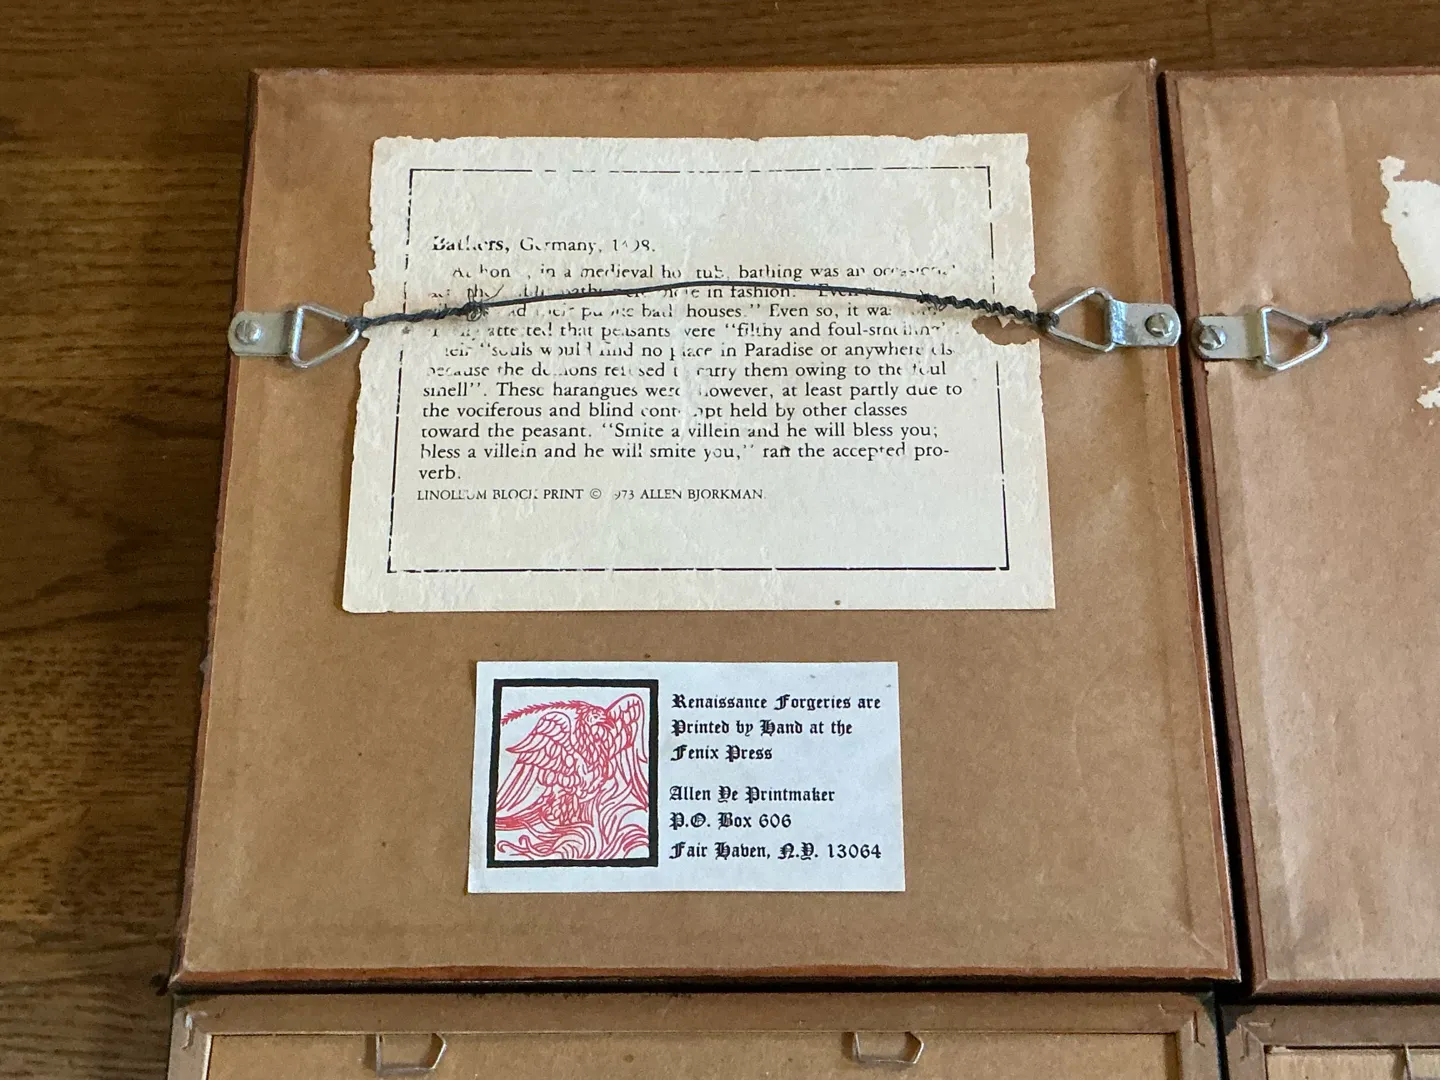 Bathers, Germany,
in a medieval tub, bathing was an
in fashion. "Even
houses." Even so, it was
that peasants were "filthy and foul-smelling".
"souls would find no place in Paradise or anywhere
because the demons refused to carry them owing to the foul
smell". These harangues were, however, at least partly due to
the vociferous and blind contempt held by other classes
toward the peasant. "Smite a villein and he will bless you;
bless a villein and he will smite you," ran the accepted pro-
verb.
LINOLEUM BLOCK PRINT © ALLEN BJORKMAN.
Renaissance Forgeries are
Printed by Hand at the
Fenix Press
Allen Ye Printmaker
P.O. Box 606
Fair Haven, N.Y. 13064